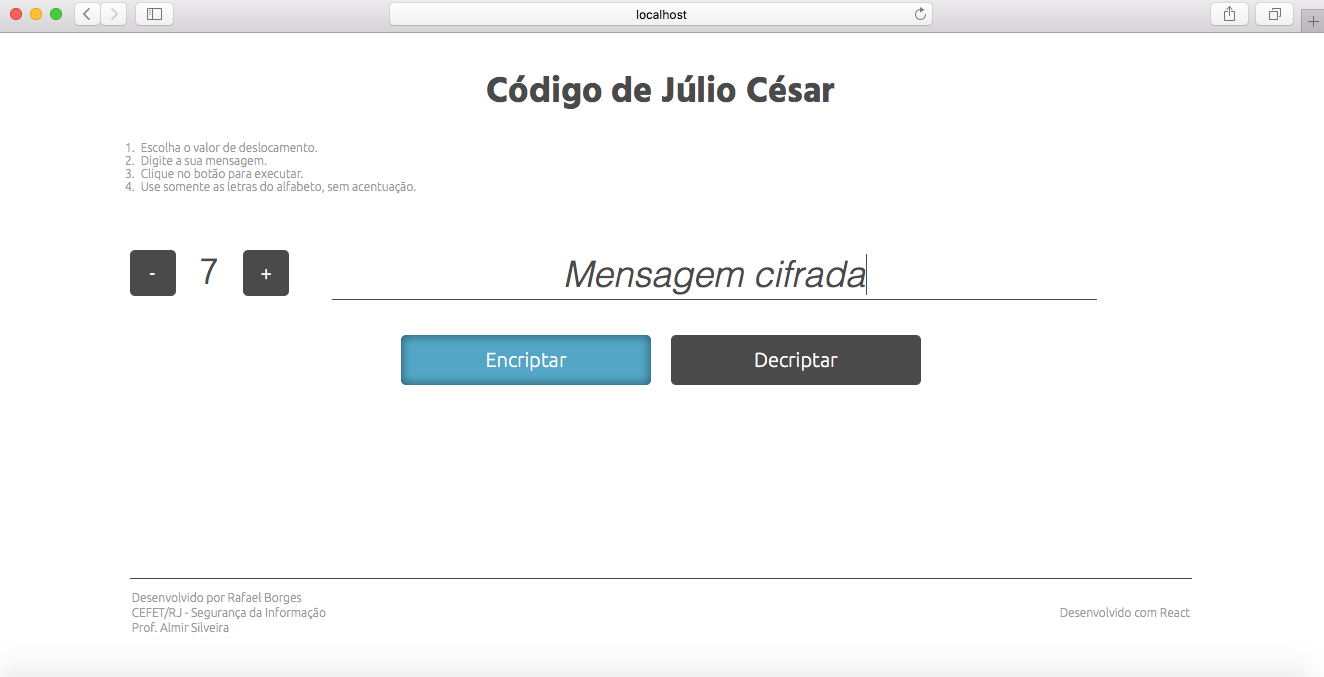 localhost
Código de Júlio César
1. Escolha o valor de deslocamento.
2. Digite a sua mensagem.
3. Clique no botão para executar.
4. Use somente as letras do alfabeto, sem acentuação.
- 7 + Mensagem cifrada
Encriptar Decriptar
Desenvolvido por Rafael Borges
CEFET/RJ - Segurança da Informação
Desenvolvido com React
Prof. Almir Silveira